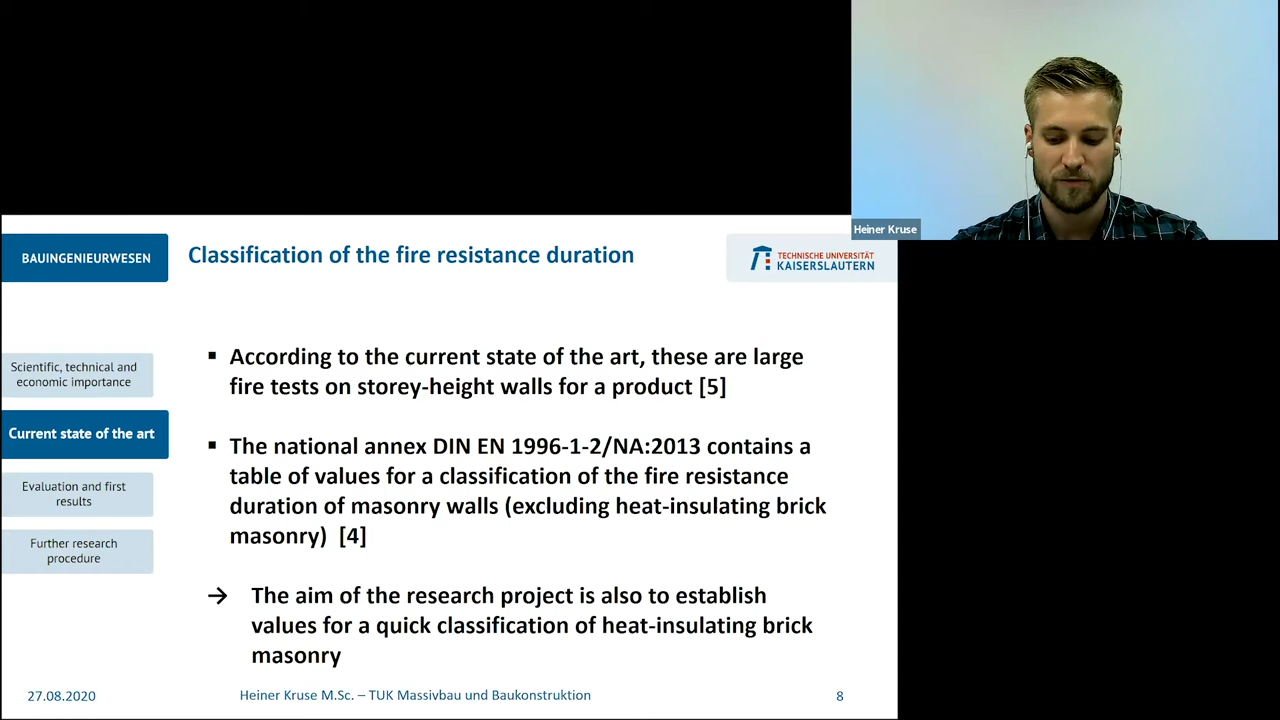 Heiner Kruse
BAUINGENIEURWESEN
Classification of the fire resistance duration
TECHNISCHE UNIVERSITÄT
KAISERSLAUTERN
Scientific, technical and
economic importance
Current state of the art
Evaluation and first
results
Further research
procedure
▪ According to the current state of the art, these are large
fire tests on storey-height walls for a product [5]
▪ The national annex DIN EN 1996-1-2/NA:2013 contains a
table of values for a classification of the fire resistance
duration of masonry walls (excluding heat-insulating brick
masonry) [4]
→ The aim of the research project is also to establish
values for a quick classification of heat-insulating brick
masonry
27.08.2020
Heiner Kruse M.Sc. – TUK Massivbau und Baukonstruktion
8